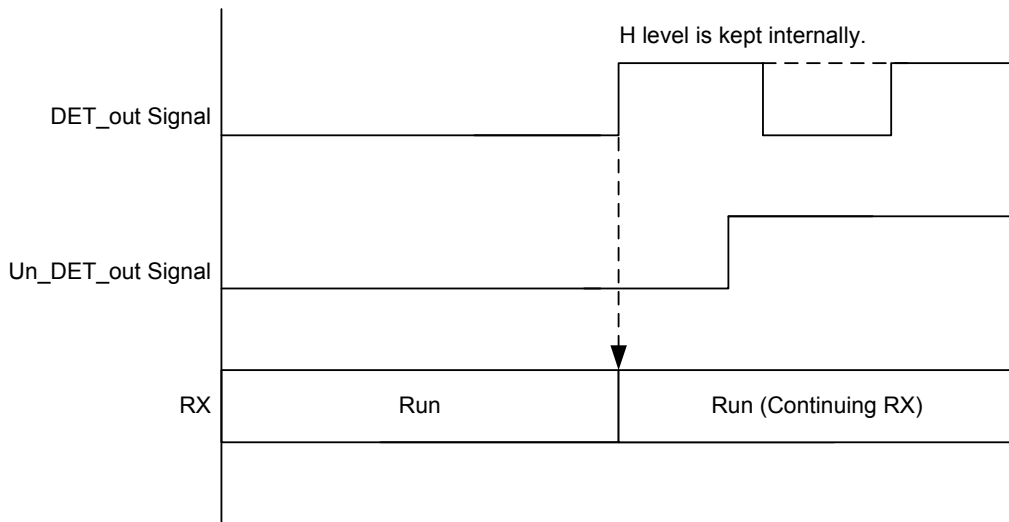 H level is kept internally.
DET_out Signal
Un_DET_out Signal
RX
Run
Run (Continuing RX)